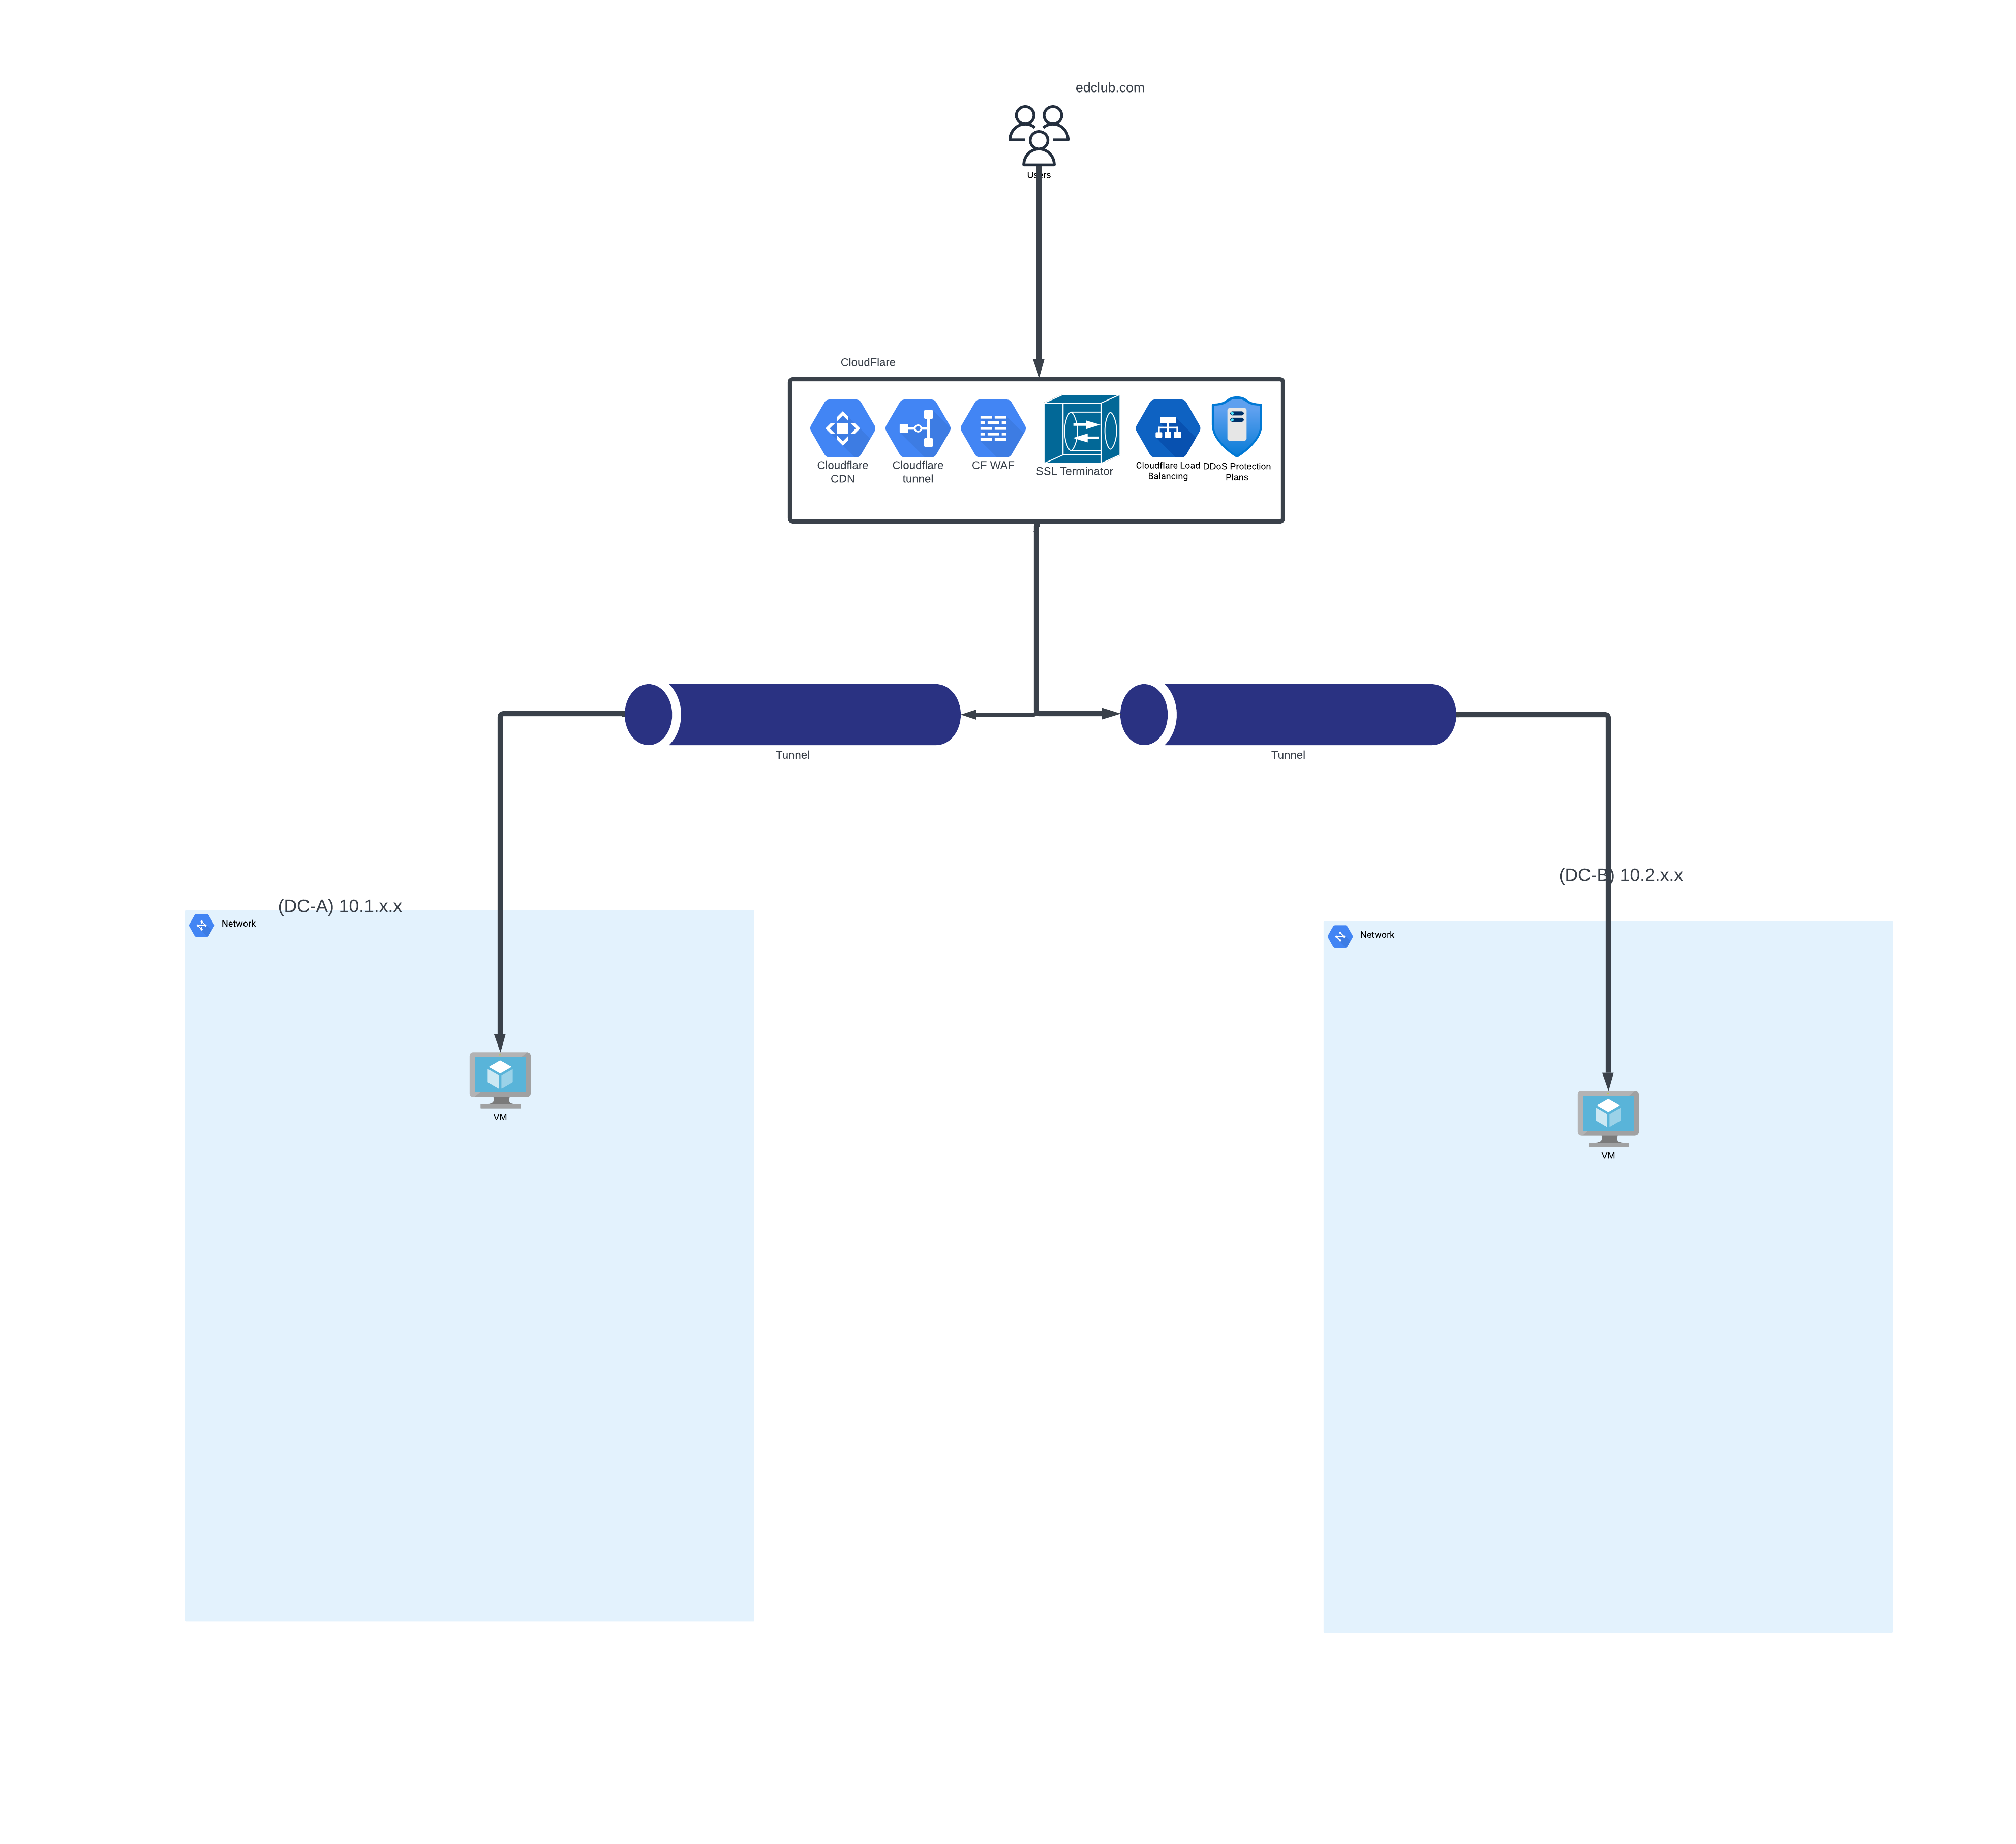 edclub.com
Users
CloudFlare
Cloudflare
CDN
Cloudflare
tunnel
CF WAF
SSL Terminator
Cloudflare Load
Balancing
DDoS Protection
Plans
Tunnel
Tunnel
(DC-A) 10.1.x.x
Network
VM
(DC-B) 10.2.x.x
Network
VM